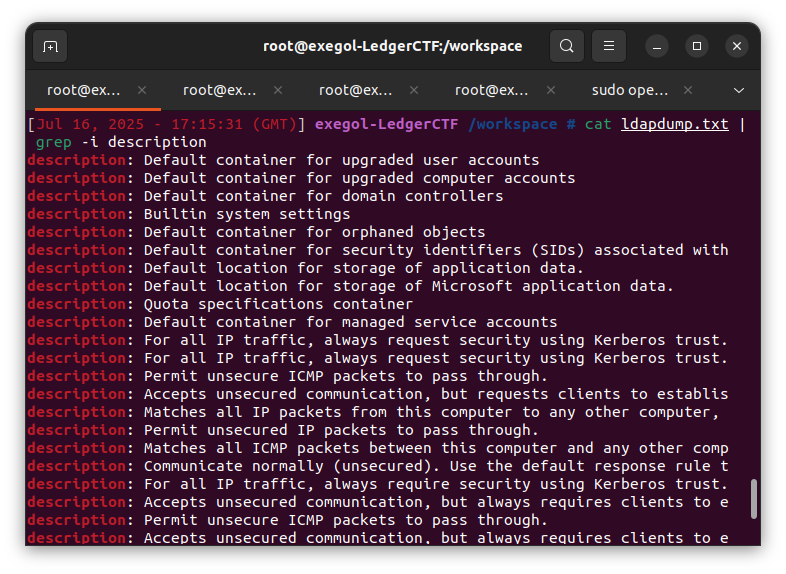 root@exegol-LedgerCTF:/workspace
root@ex...
root@ex...
root@ex...
root@ex...
sudo ope...
[Jul 16, 2025 - 17:15:31 (GMT)] exegol-LedgerCTF /workspace # cat ldapdump.txt |
grep -i description
description: Default container for upgraded user accounts
description: Default container for upgraded computer accounts
description: Default container for domain controllers
description: Builtin system settings
description: Default container for orphaned objects
description: Default container for security identifiers (SIDs) associated with
description: Default location for storage of application data.
description: Default location for storage of Microsoft application data.
description: Quota specifications container
description: Default container for managed service accounts
description: For all IP traffic, always request security using Kerberos trust.
description: For all IP traffic, always request security using Kerberos trust.
description: Permit unsecure ICMP packets to pass through.
description: Accepts unsecured communication, but requests clients to establis
description: Matches all IP packets from this computer to any other computer,
description: Permit unsecured IP packets to pass through.
description: Matches all ICMP packets between this computer and any other comp
description: Communicate normally (unsecured). Use the default response rule t
description: For all IP traffic, always require security using Kerberos trust.
description: Accepts unsecured communication, but always requires clients to e
description: Permit unsecure ICMP packets to pass through.
description: Accepts unsecured communication, but always requires clients to e